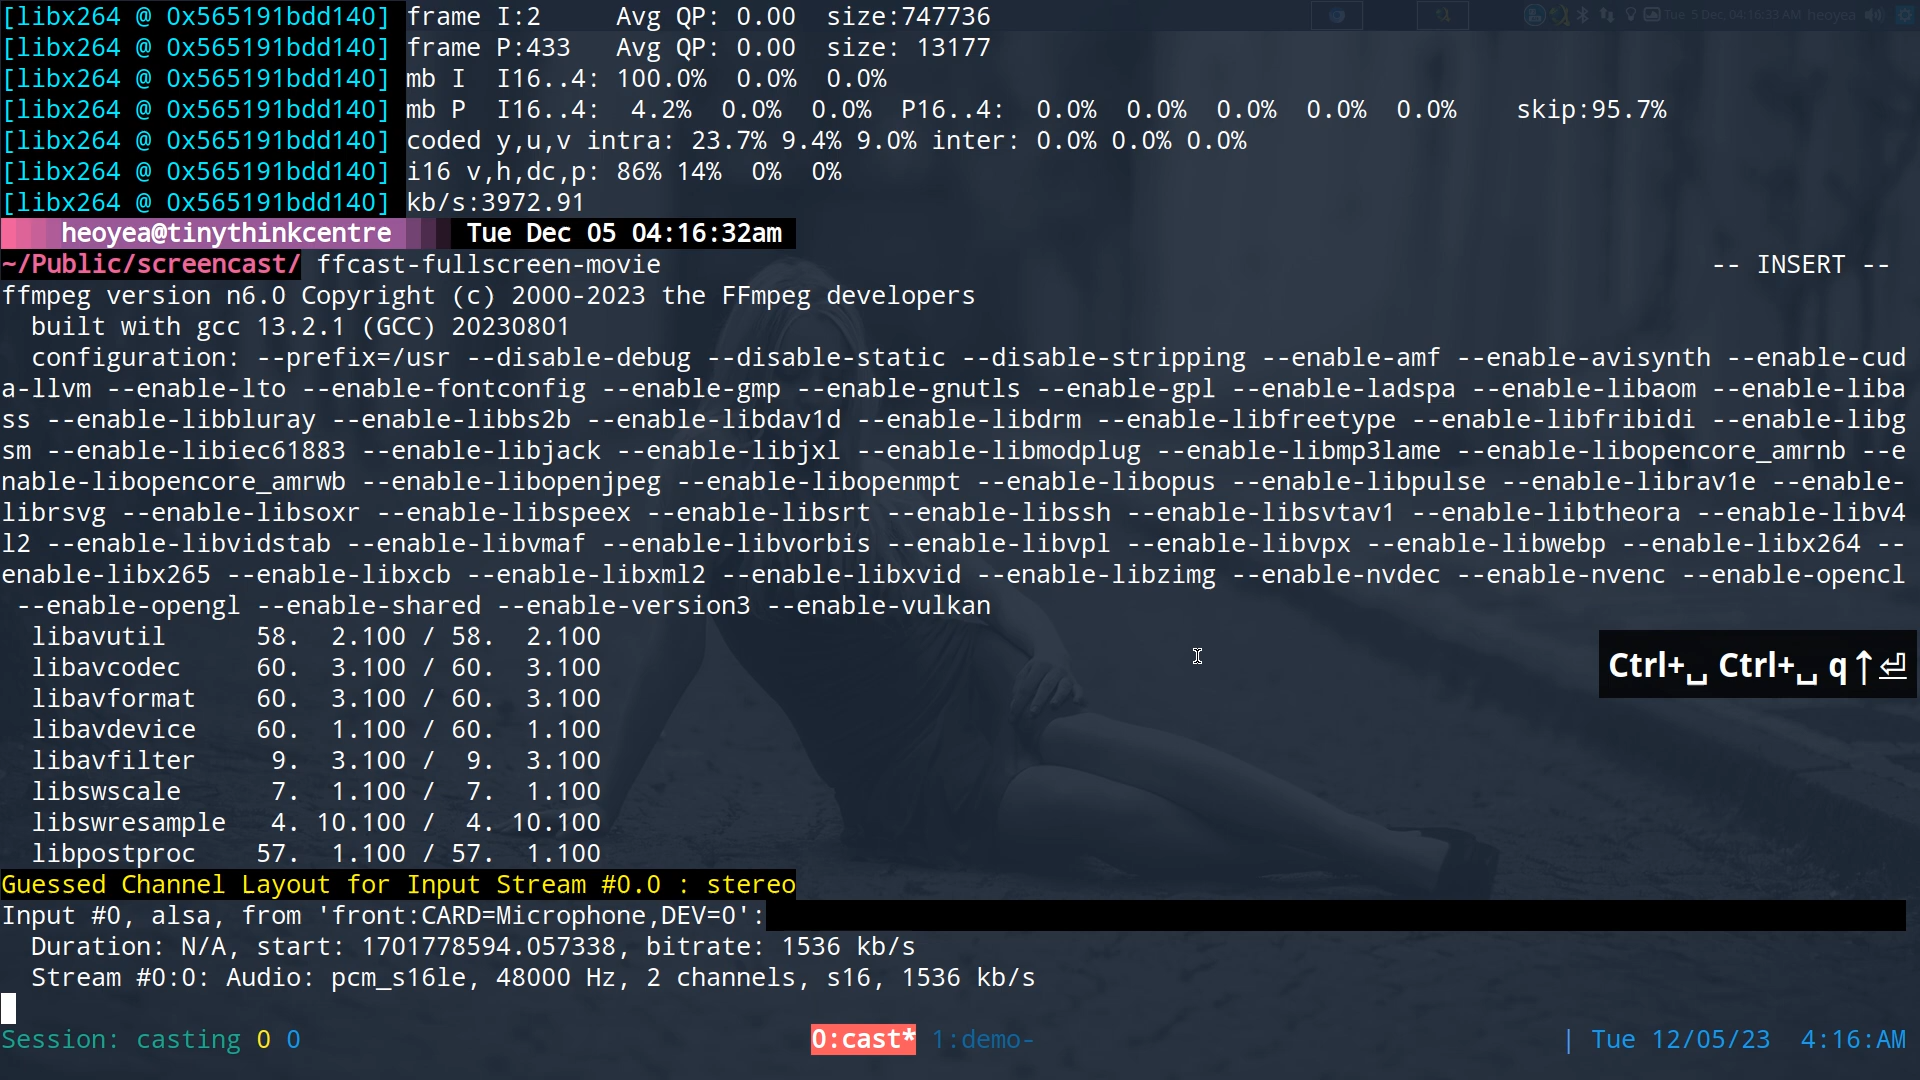 [libx264 @ 0x565191bdd140] frame I:2     Avg QP: 0.00  size:747736
[libx264 @ 0x565191bdd140] frame P:433   Avg QP: 0.00  size: 13177
Tue 5 Dec, 04:16:33 AM heoyea
[libx264 @ 0x565191bdd140] mb I  I16..4: 100.0%  0.0%  0.0%
[libx264 @ 0x565191bdd140] mb P  I16..4:  4.2%  0.0%  0.0%  P16..4:  0.0%  0.0%  0.0%  0.0%  0.0%    skip:95.7%
[libx264 @ 0x565191bdd140] coded y,u,v intra: 23.7% 9.4% 9.0% inter: 0.0% 0.0% 0.0%
[libx264 @ 0x565191bdd140] i16 v,h,dc,p: 86% 14%  0%  0%
[libx264 @ 0x565191bdd140] kb/s:3972.91
heoyea@tinythinkcentre     Tue Dec 05 04:16:32am
~/Public/screencast/ ffcast-fullscreen-movie     -- INSERT --
ffmpeg version n6.0 Copyright (c) 2000-2023 the FFmpeg developers
  built with gcc 13.2.1 (GCC) 20230801
  configuration: --prefix=/usr --disable-debug --disable-static --disable-stripping --enable-amf --enable-avisynth --enable-cud
a-llvm --enable-lto --enable-fontconfig --enable-gmp --enable-gnutls --enable-gpl --enable-ladspa --enable-libaom --enable-liba
ss --enable-libbluray --enable-libbs2b --enable-libdav1d --enable-libdrm --enable-libfreetype --enable-libfribidi --enable-libg
sm --enable-libiec61883 --enable-libjack --enable-libjxl --enable-libmodplug --enable-libmp3lame --enable-libopencore_amrnb --e
nable-libopencore_amrwb --enable-libopenjpeg --enable-libopenmpt --enable-libopus --enable-libpulse --enable-librav1e --enable-
librsvg --enable-libsoxr --enable-libspeex --enable-libsrt --enable-libssh --enable-libsvtav1 --enable-libtheora --enable-libv4
l2 --enable-libvidstab --enable-libvmaf --enable-libvorbis --enable-libvpl --enable-libvpx --enable-libwebp --enable-libx264 --
enable-libx265 --enable-libxcb --enable-libxml2 --enable-libxvid --enable-libzimg --enable-nvdec --enable-nvenc --enable-opencl
 --enable-opengl --enable-shared --enable-version3 --enable-vulkan
  libavutil      58.  2.100 / 58.  2.100
  libavcodec     60.  3.100 / 60.  3.100
  libavformat    60.  3.100 / 60.  3.100
  libavdevice    60.  1.100 / 60.  1.100
  libavfilter     9.  3.100 /  9.  3.100
  libswscale      7.  1.100 /  7.  1.100
  libswresample   4. 10.100 /  4. 10.100
  libpostproc    57.  1.100 / 57.  1.100
Ctrl+␣ Ctrl+␣ q↑⏎
Guessed Channel Layout for Input Stream #0.0 : stereo
Input #0, alsa, from 'front:CARD=Microphone,DEV=0':
  Duration: N/A, start: 1701778594.057338, bitrate: 1536 kb/s
  Stream #0:0: Audio: pcm_s16le, 48000 Hz, 2 channels, s16, 1536 kb/s
Session: casting 0 0     0:cast* 1:demo-     | Tue 12/05/23  4:16:AM